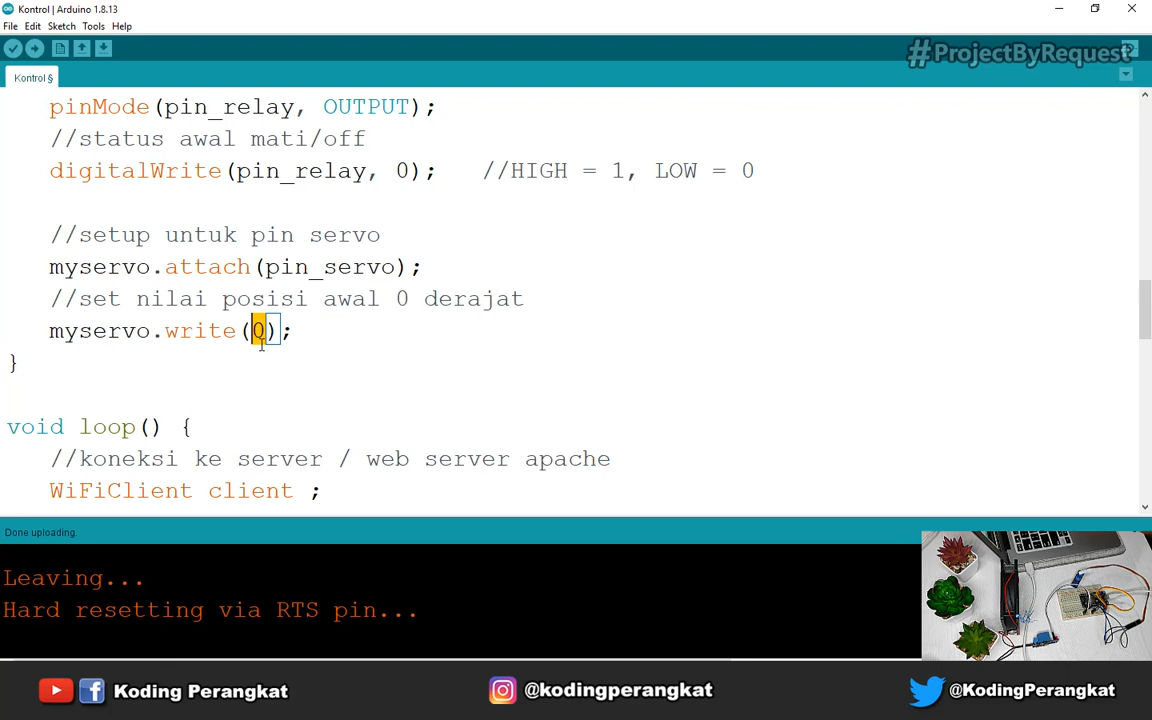 Kontrol | Arduino 1.8.13
File Edit Sketch Tools Help
#ProjectByRequest
Kontrol §
pinMode(pin_relay, OUTPUT);
//status awal mati/off
digitalWrite(pin_relay, 0); //HIGH = 1, LOW = 0
//setup untuk pin servo
myservo.attach(pin_servo);
//set nilai posisi awal 0 derajat
myservo.write(0);
}
void loop() {
//koneksi ke server / web server apache
WiFiClient client ;
Done uploading.
Leaving...
Hard resetting via RTS pin...
Koding Perangkat
@kodingperangkat
@KodingPerangkat